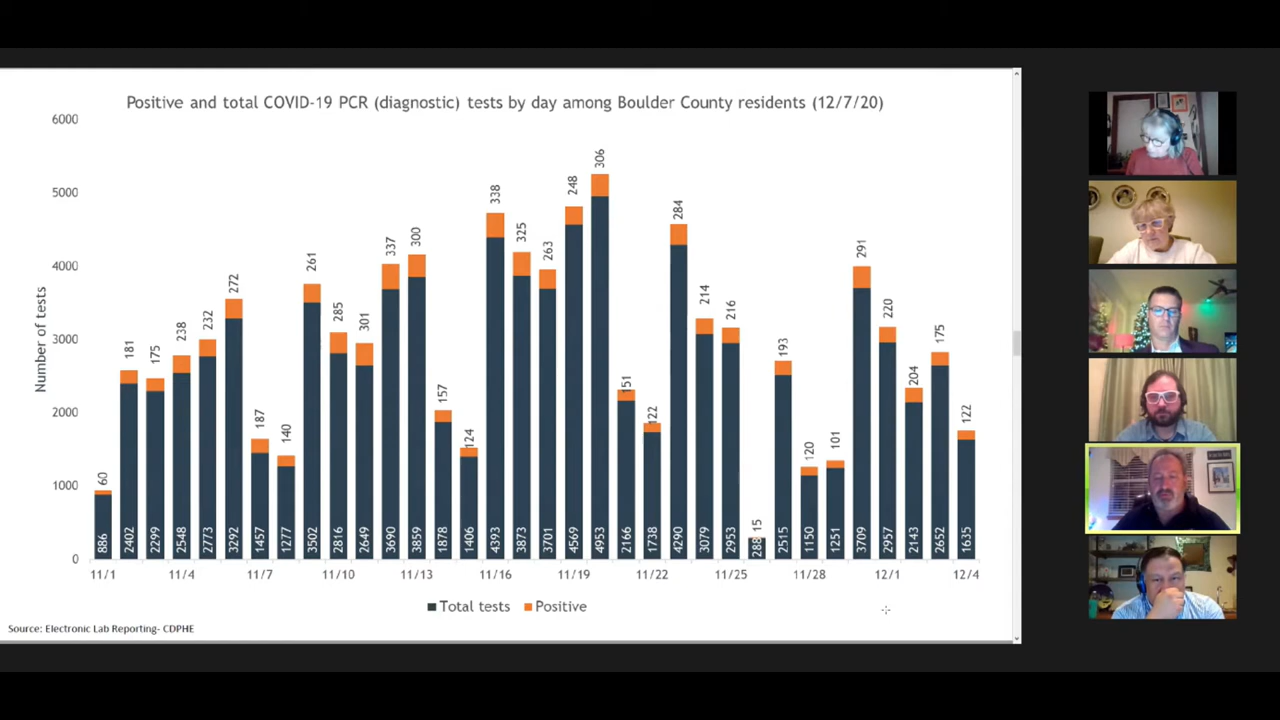 Positive and total COVID-19 PCR (diagnostic) tests by day among Boulder County residents (12/7/20)
Number of tests
6000
5000
4000
3000
2000
1000
0
60 181 175 238 232 272 187 140 261 285 301 337 300 157 124 338 325 263 248 306 151 122 284 214 216 15 193 120 101 291 220 204 175 122
886 2402 2299 2548 2773 3292 1457 1277 3502 2816 2649 3690 3859 1878 1406 4393 3873 3701 4569 4953 2166 1738 4290 3079 2953 288 2515 1150 1251 3709 2957 2143 2652 1635
11/1 11/4 11/7 11/10 11/13 11/16 11/19 11/22 11/25 11/28 12/1 12/4
Total tests Positive
Source: Electronic Lab Reporting- CDPHE